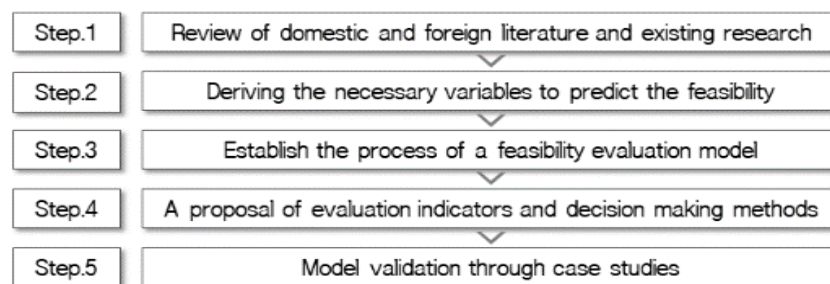 Step.1 Review of domestic and foreign literature and existing research
Step.2 Deriving the necessary variables to predict the feasibility
Step.3 Establish the process of a feasibility evaluation model
Step.4 A proposal of evaluation indicators and decision making methods
Step.5 Model validation through case studies